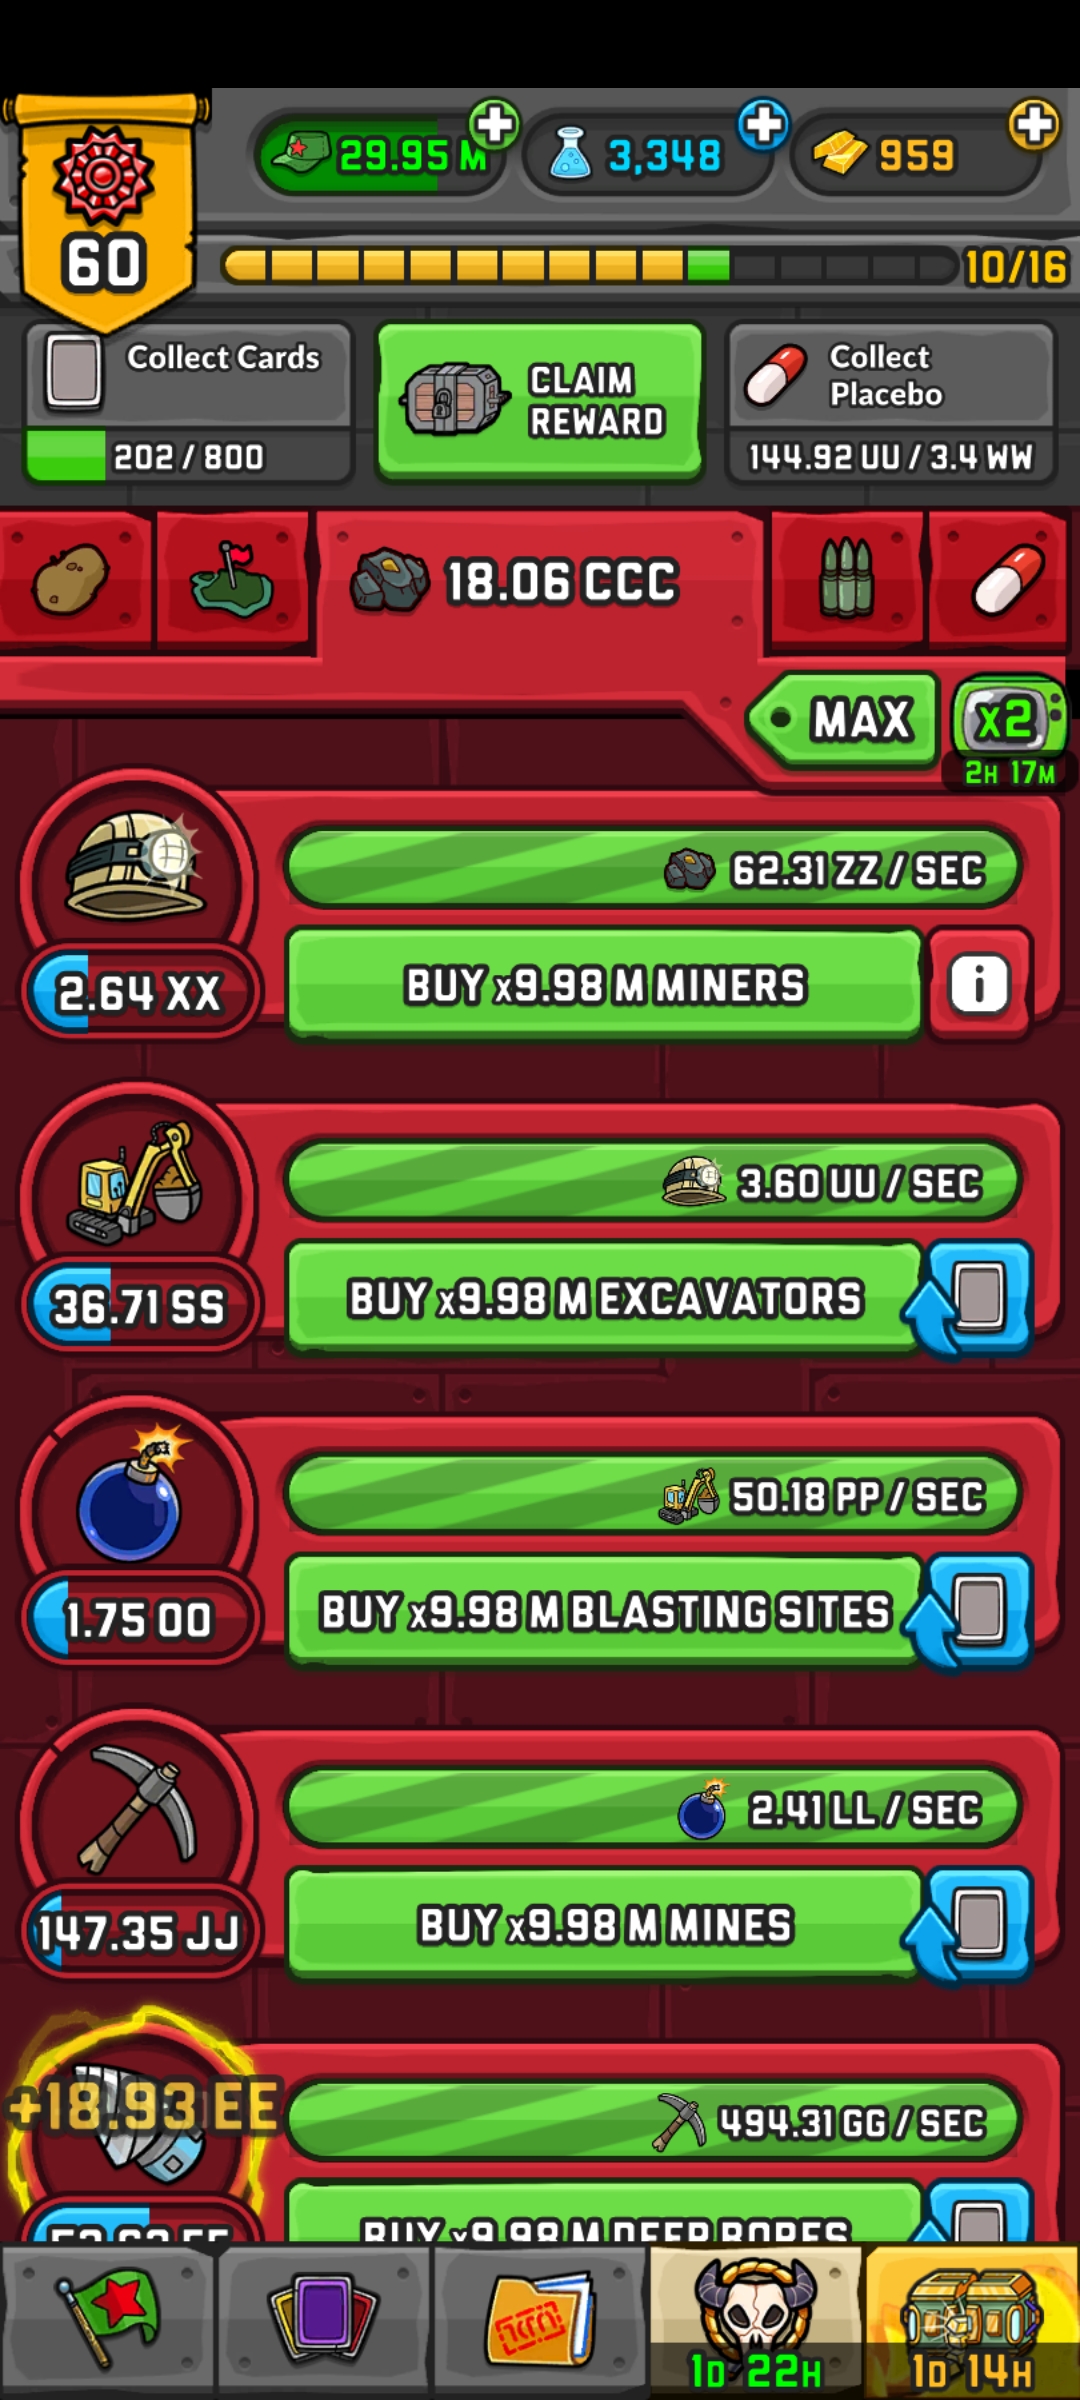 29.95 M
3,348
959
60
10/16
Collect Cards
202 / 800
CLAIM
REWARD
Collect
Placebo
144.92 UU / 3.4 WW
18.06 CCC
MAX
x2
2H 17M
62.31 ZZ / SEC
2.64 XX
BUY x9.98 M MINERS
i
3.60 UU / SEC
36.71 SS
BUY x9.98 M EXCAVATORS
50.18 PP / SEC
1.75 OO
BUY x9.98 M BLASTING SITES
2.41 LL / SEC
147.35 JJ
BUY x9.98 M MINES
+18.93 EE
494.31 GG / SEC
BUY x9.98 M DEEP BORES
1D 22H
1D 14H